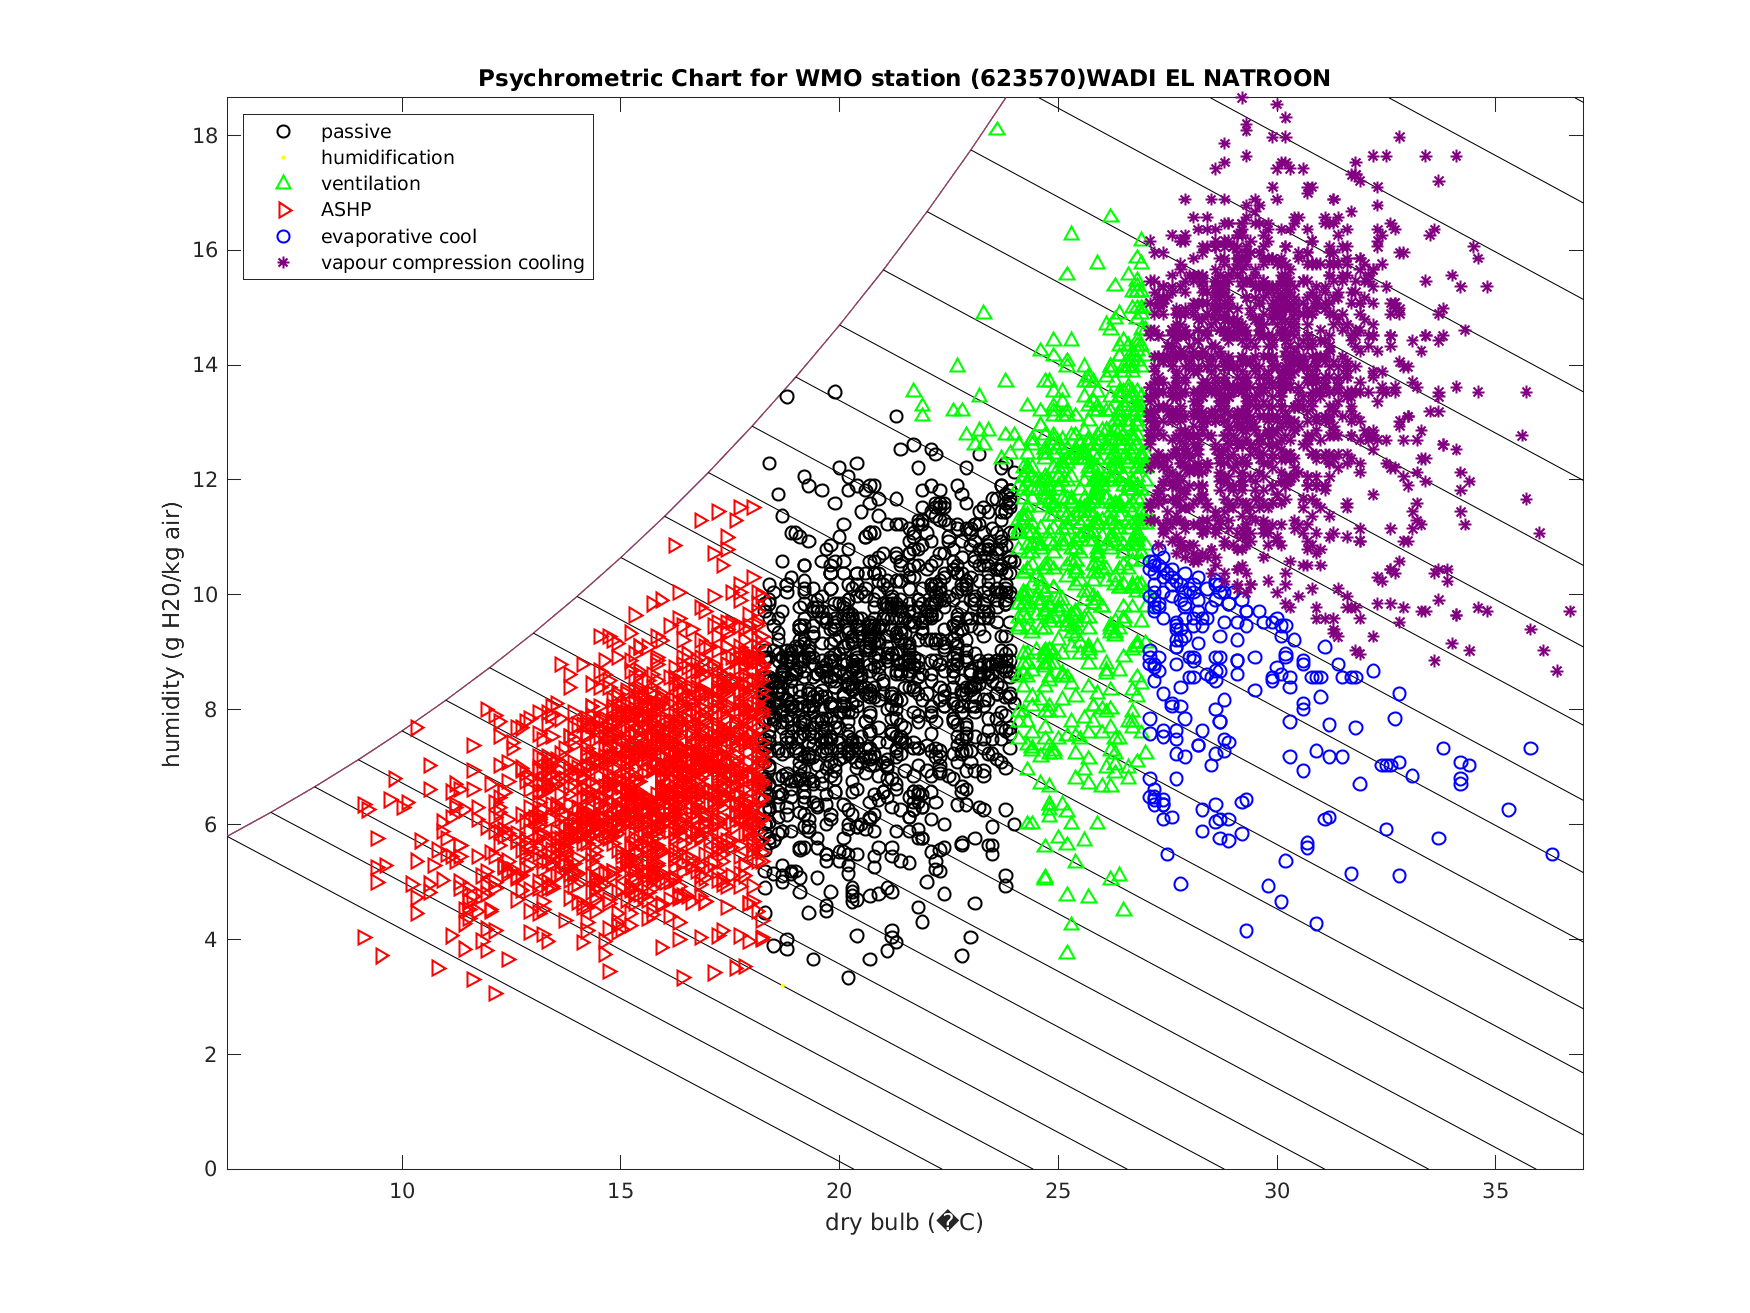 Psychrometric Chart for WMO station (623570)WADI EL NATROON
passive
humidification
ventilation
ASHP
evaporative cool
vapour compression cooling
humidity (g H20/kg air)
18
16
14
12
10
8
6
4
2
0
10 15 20 25 30 35
dry bulb (�C)